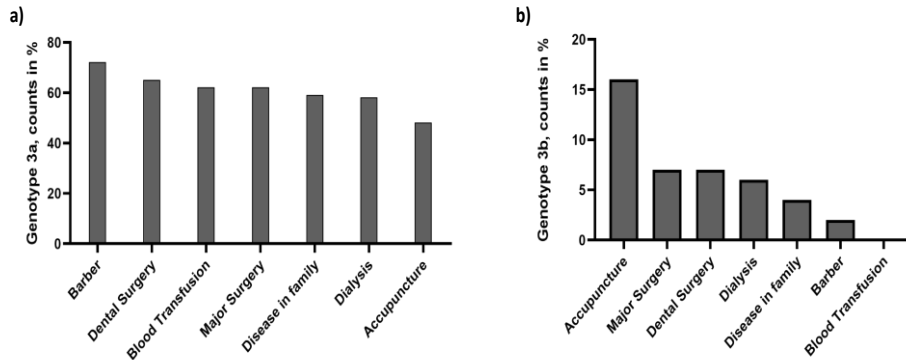 a)
Genotype 3a, counts in %
80
60
40
20
0
Barber
Dental Surgery
Blood Transfusion
Major Surgery
Disease in family
Dialysis
Accupuncture
b)
Genotype 3b, counts in %
20
15
10
5
0
Accupuncture
Major Surgery
Dental Surgery
Dialysis
Disease in family
Barber
Blood Transfusion